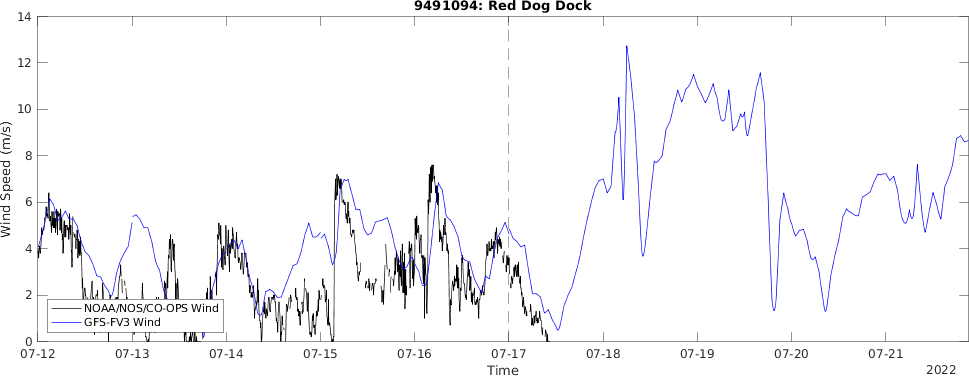 9491094: Red Dog Dock
14
12
10
8
6
4
2
0
Wind Speed (m/s)
NOAA/NOS/CO-OPS Wind
GFS-FV3 Wind
07-12 07-13 07-14 07-15 07-16 07-17 07-18 07-19 07-20 07-21
Time
2022